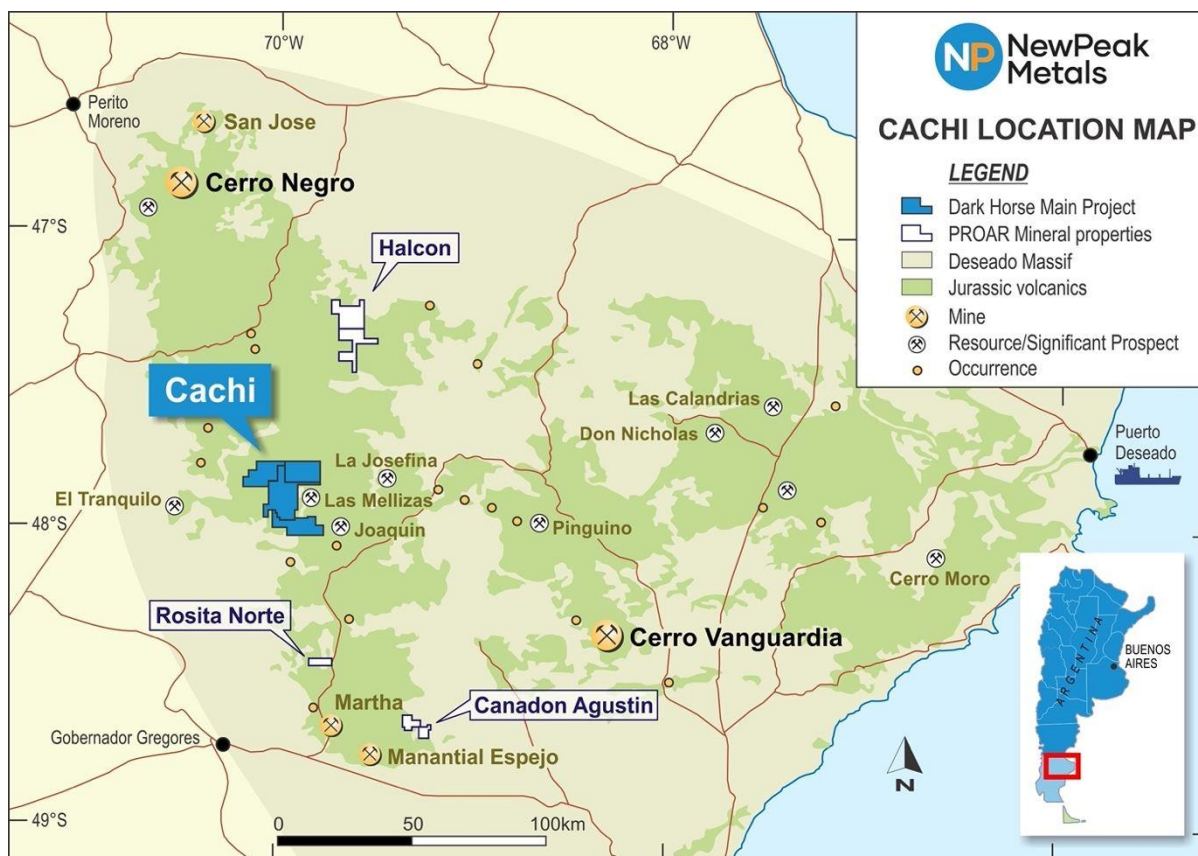 70°W
68°W
NP
NewPeak
Metals
CACHI LOCATION MAP
LEGEND
Dark Horse Main Project
PROAR Mineral properties
Deseado Massif
Jurassic volcanics
Mine
Resource/Significant Prospect
Occurrence
Perito
Moreno
San Jose
Cerro Negro
47°S
Halcon
Cachi
Las Calandrias
Don Nicholas
Puerto
Deseado
La Josefina
El Tranquilo
Las Mellizas
48°S
Joaquin
Pinguino
Cerro Moro
Rosita Norte
Cerro Vanguardia
Martha
Canadon Agustin
Gobernador Gregores
Manantial Espejo
N
49°S
0 50 100km
ARGENTINA
BUENOS
AIRES